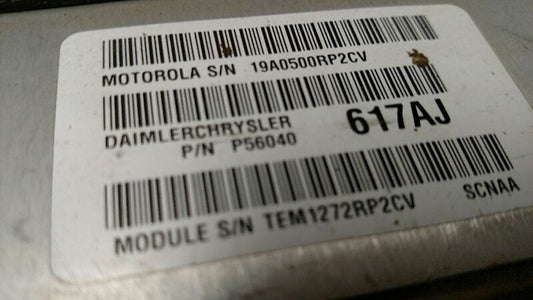 MOTOROLA S/N 19A0500RP2CV
DAIMLERCHRYSLER
P/N P56040 617AJ
MODULE S/N TEM1272RP2CV SCNAA